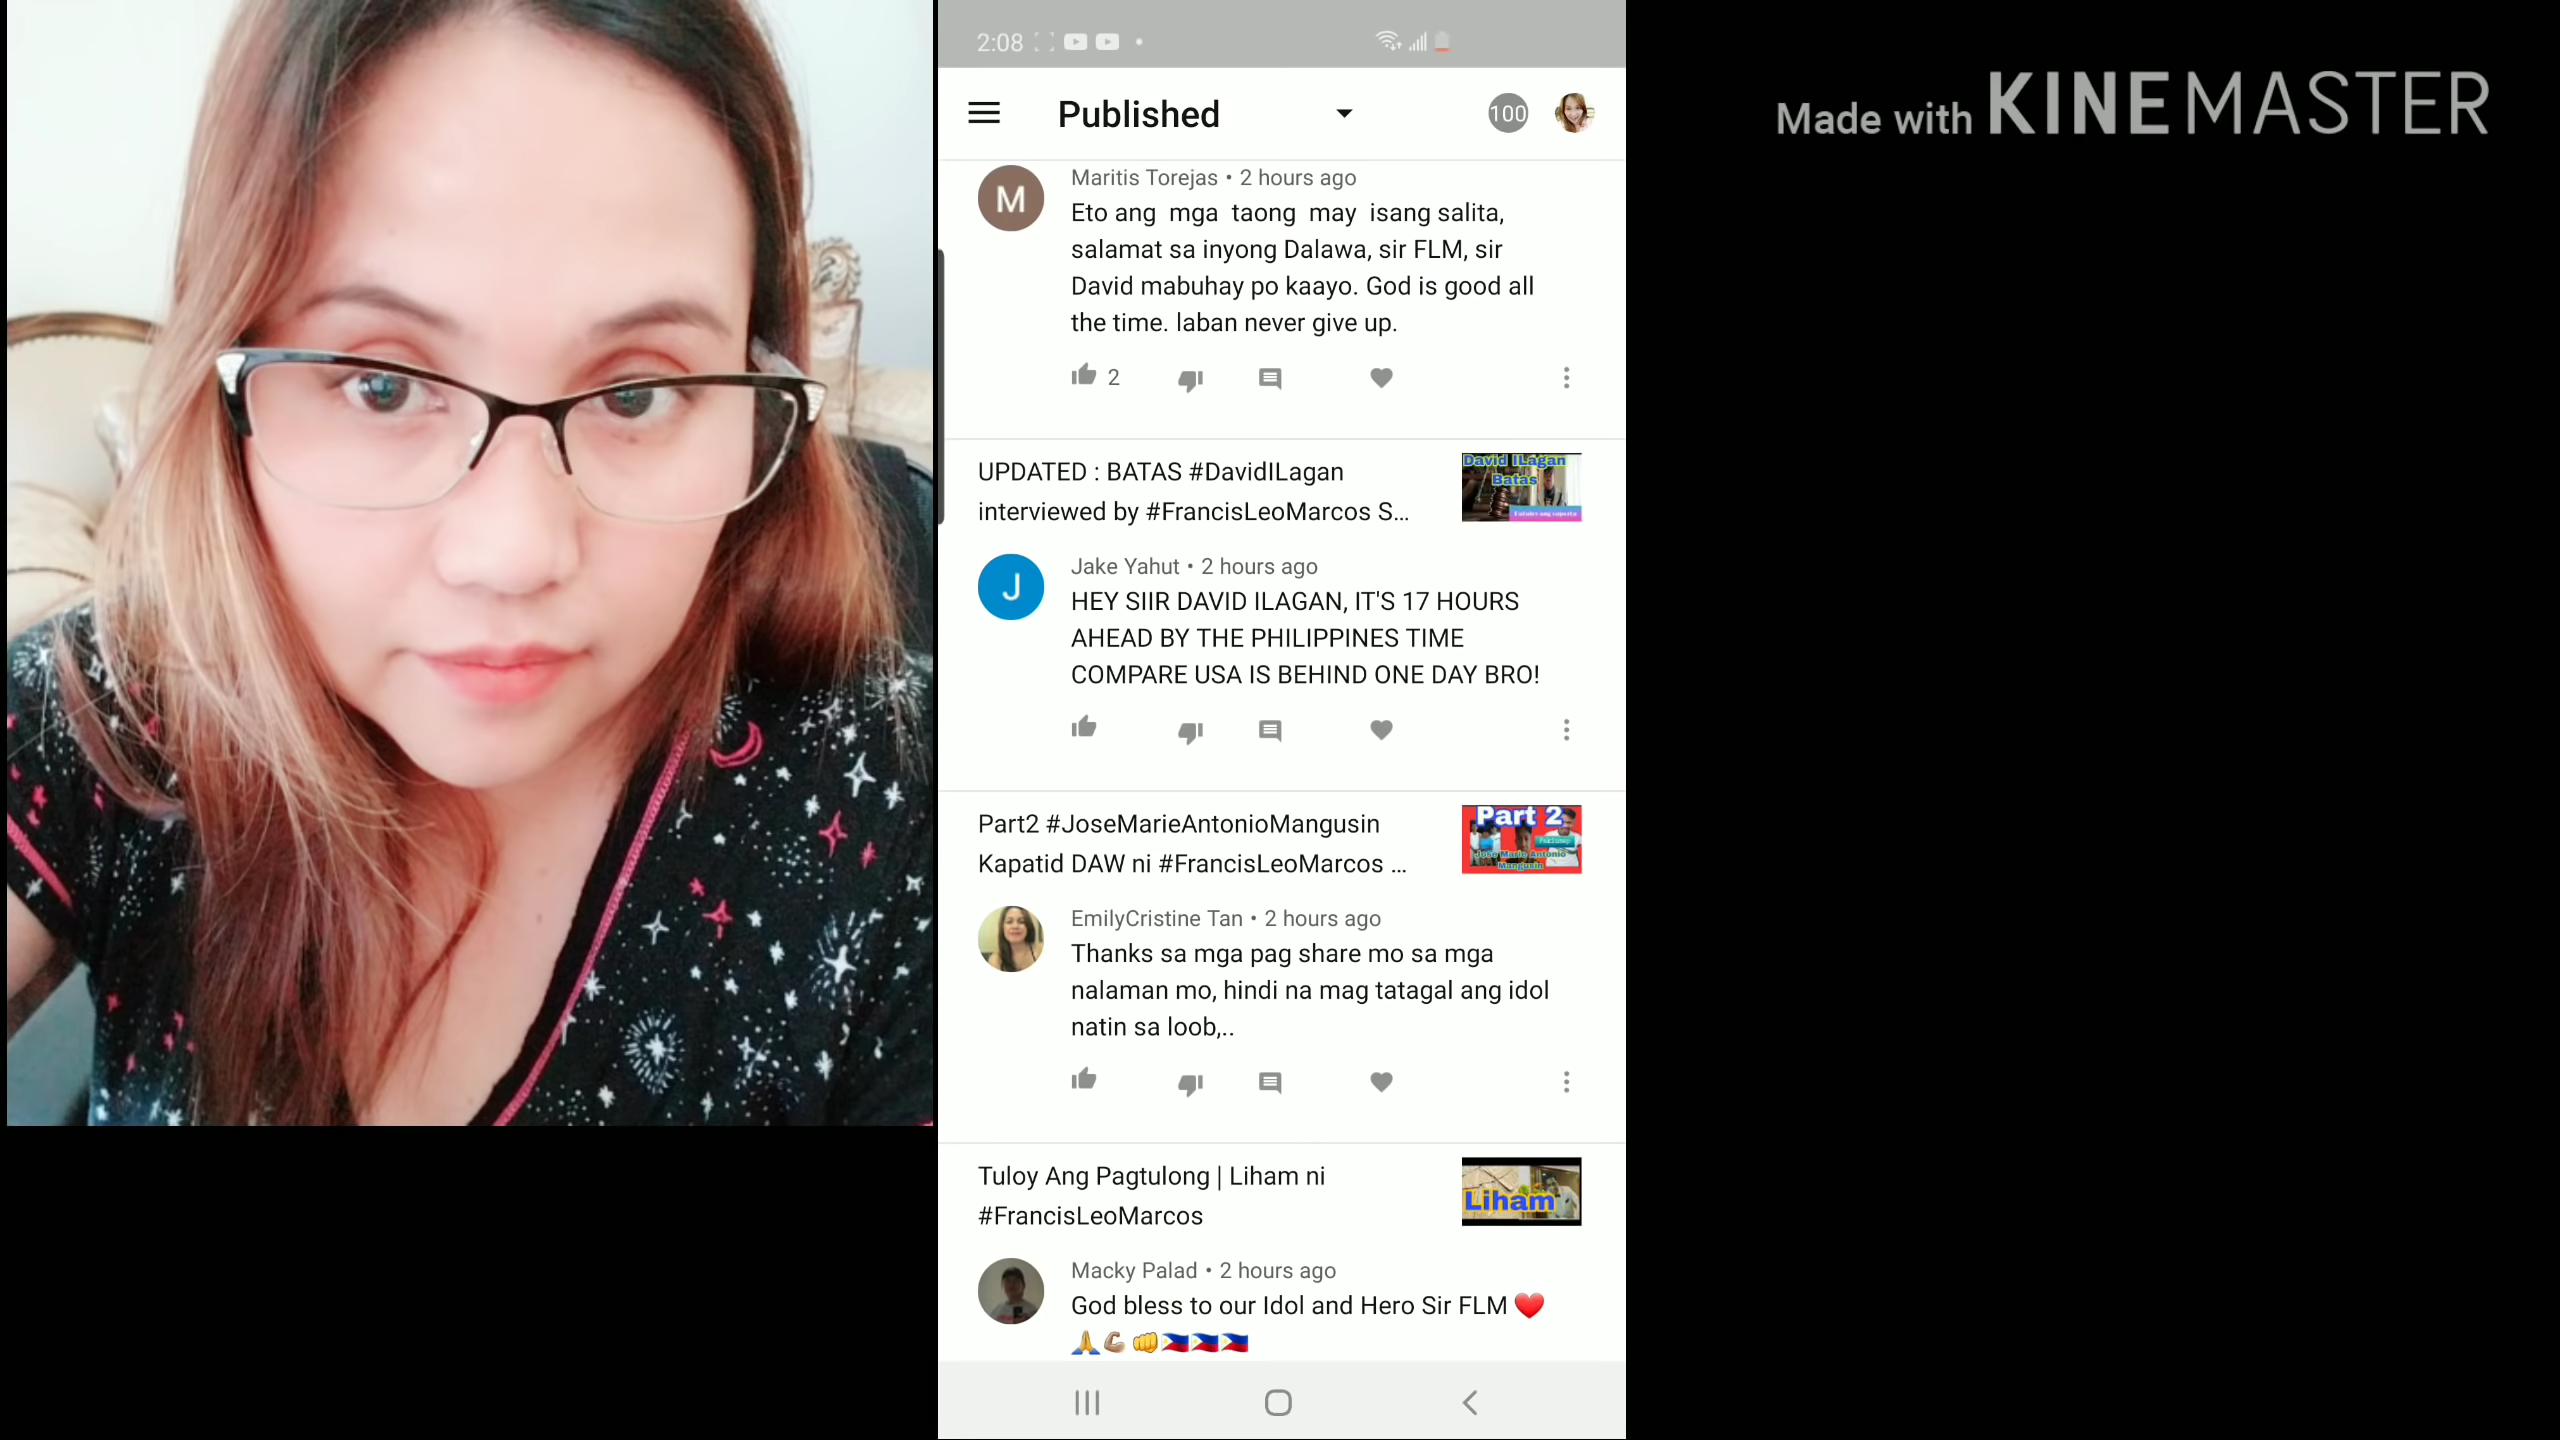 2:08
Published
100
Made with KINEMASTER
M
Maritis Torejas • 2 hours ago
Eto ang mga taong may isang salita,
salamat sa inyong Dalawa, sir FLM, sir
David mabuhay po kaayo. God is good all
the time. laban never give up.
2
UPDATED : BATAS #DavidILagan
interviewed by #FrancisLeoMarcos S...
David ILagan
Batas
J
Jake Yahut • 2 hours ago
HEY SIIR DAVID ILAGAN, IT'S 17 HOURS
AHEAD BY THE PHILIPPINES TIME
COMPARE USA IS BEHIND ONE DAY BRO!
Part2 #JoseMarieAntonioMangusin
Kapatid DAW ni #FrancisLeoMarcos ...
Part 2
Jose Marie Antonio
Mangusin
EmilyCristine Tan • 2 hours ago
Thanks sa mga pag share mo sa mga
nalaman mo, hindi na mag tatagal ang idol
natin sa loob,..
Tuloy Ang Pagtulong | Liham ni
#FrancisLeoMarcos
Liham
Macky Palad • 2 hours ago
God bless to our Idol and Hero Sir FLM ❤️
🙏💪🏽👊🇵🇭🇵🇭🇵🇭